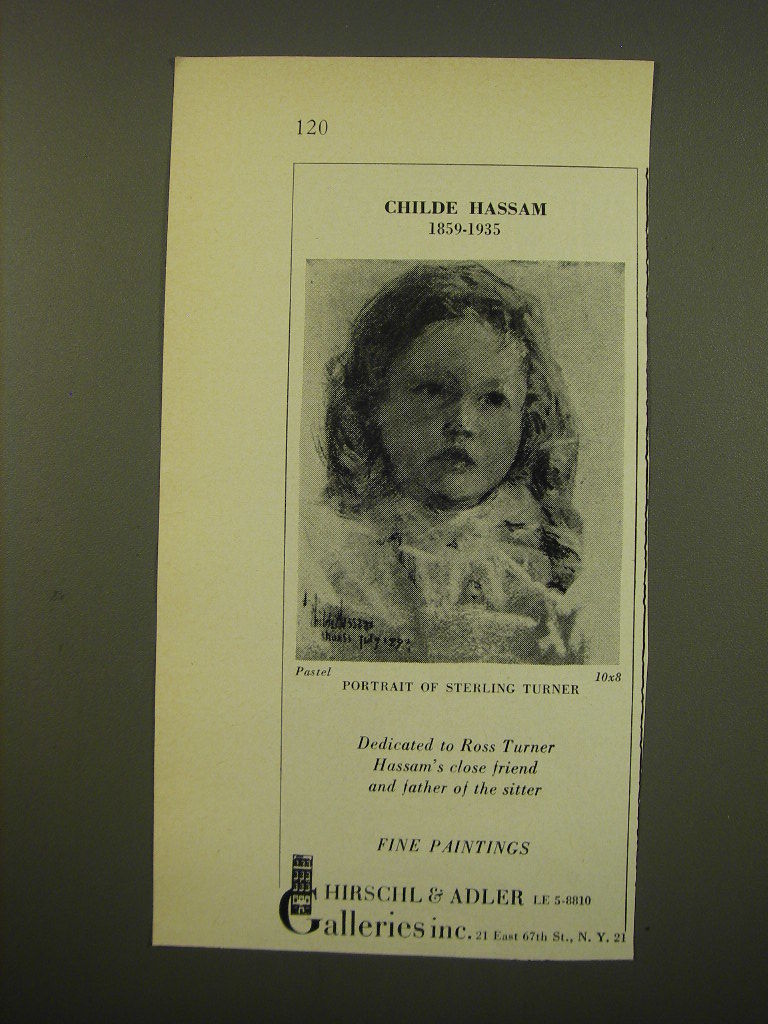 120
CHILDE HASSAM
1859-1935
Pastel
10x8
PORTRAIT OF STERLING TURNER
Dedicated to Ross Turner
Hassam's close friend
and father of the sitter
FINE PAINTINGS
HIRSCHL & ADLER LE 5-8810
Galleries inc. 21 East 67th St., N. Y. 21